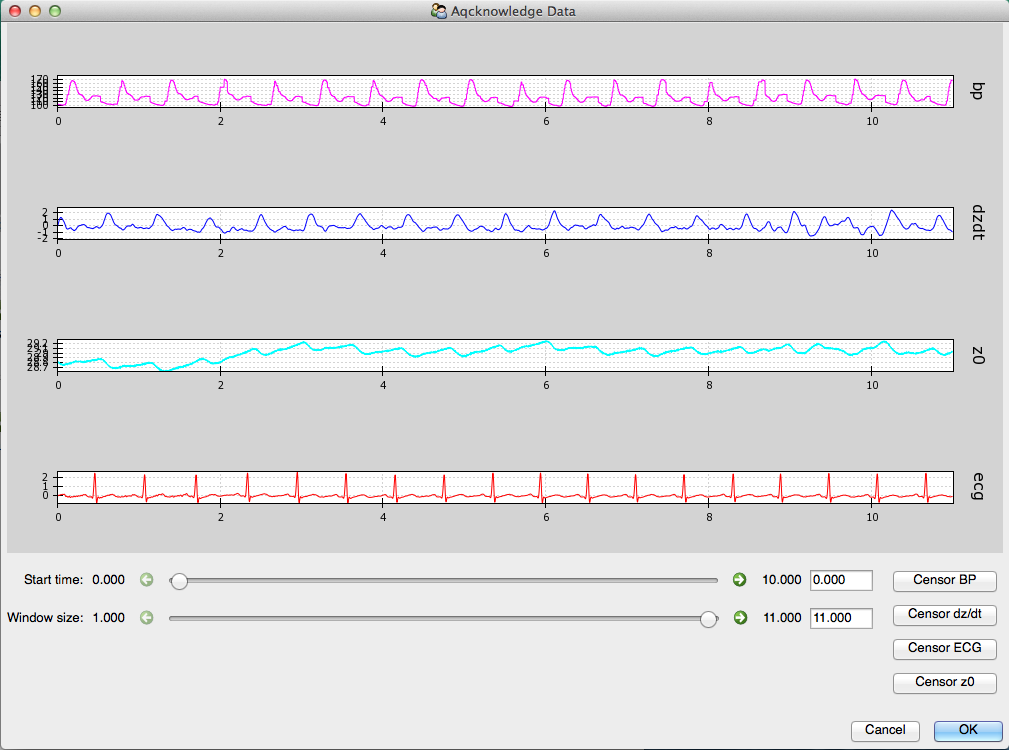 Aqcknowledge Data
170
100
bp
0 2 4 6 8 10
2
1
0
-1
-2
dzdt
0 2 4 6 8 10
29.2
29.1
28.7
z0
0 2 4 6 8 10
2
1
0
ecg
0 2 4 6 8 10
Start time: 0.000 10.000 0.000 Censor BP
Window size: 1.000 11.000 11.000 Censor dz/dt
Censor ECG
Censor z0
Cancel OK